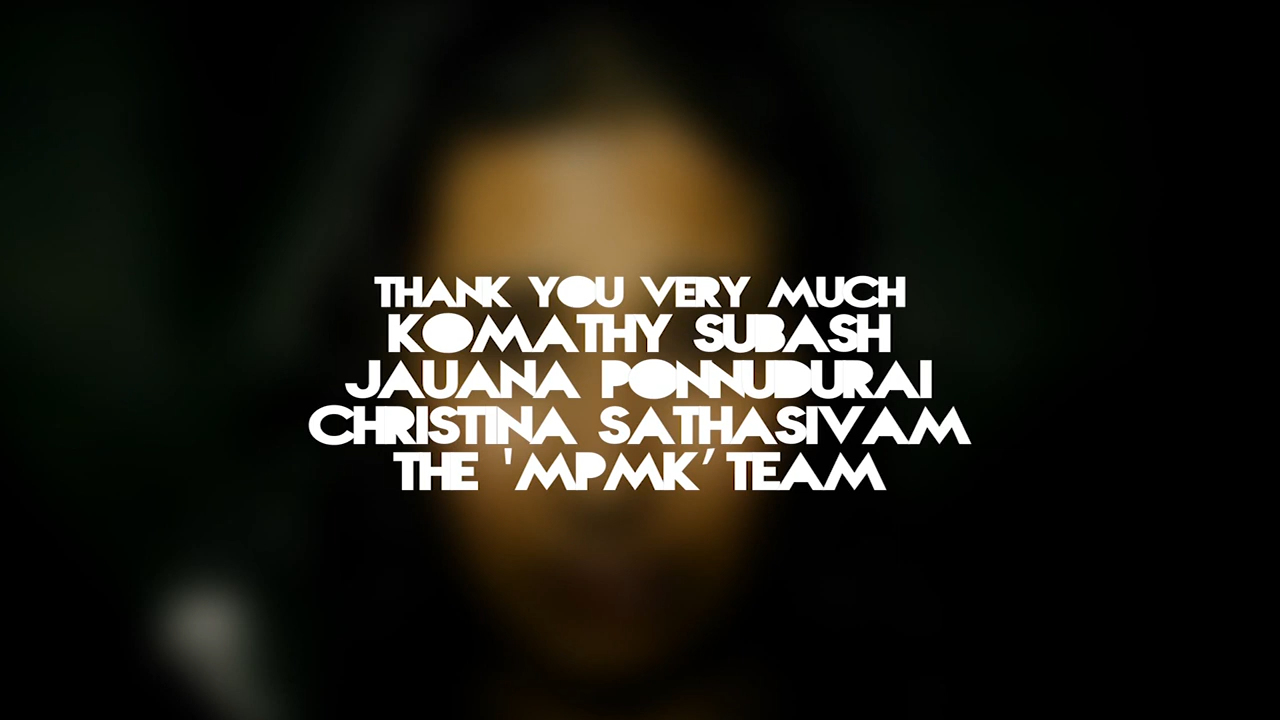 THANK YOU VERY MUCH
KOMATHY SUBASH
JAUANA PONNUDURAI
CHRISTINA SATHASIVAM
THE 'MPMK' TEAM